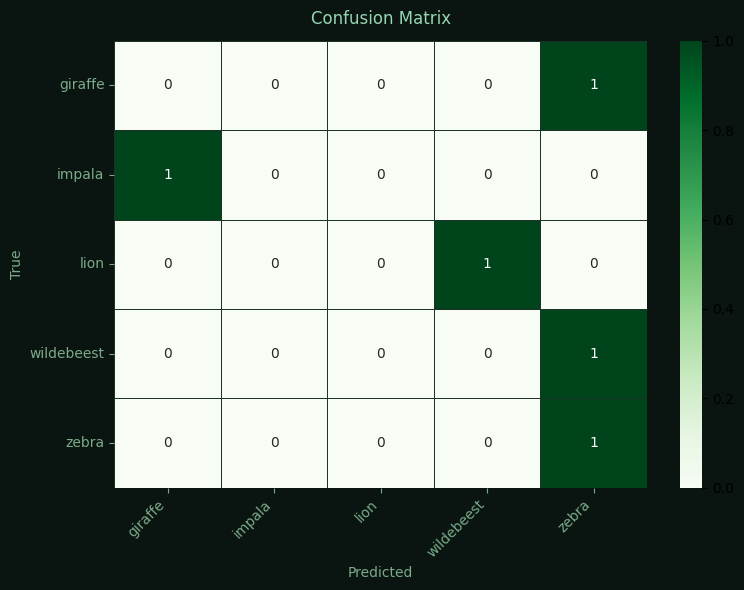 Confusion Matrix
giraffe 0 0 0 0 1
impala 1 0 0 0 0
lion 0 0 0 1 0
wildebeest 0 0 0 0 1
zebra 0 0 0 0 1
True
giraffe impala lion wildebeest zebra
Predicted
1.0
0.8
0.6
0.4
0.2
0.0